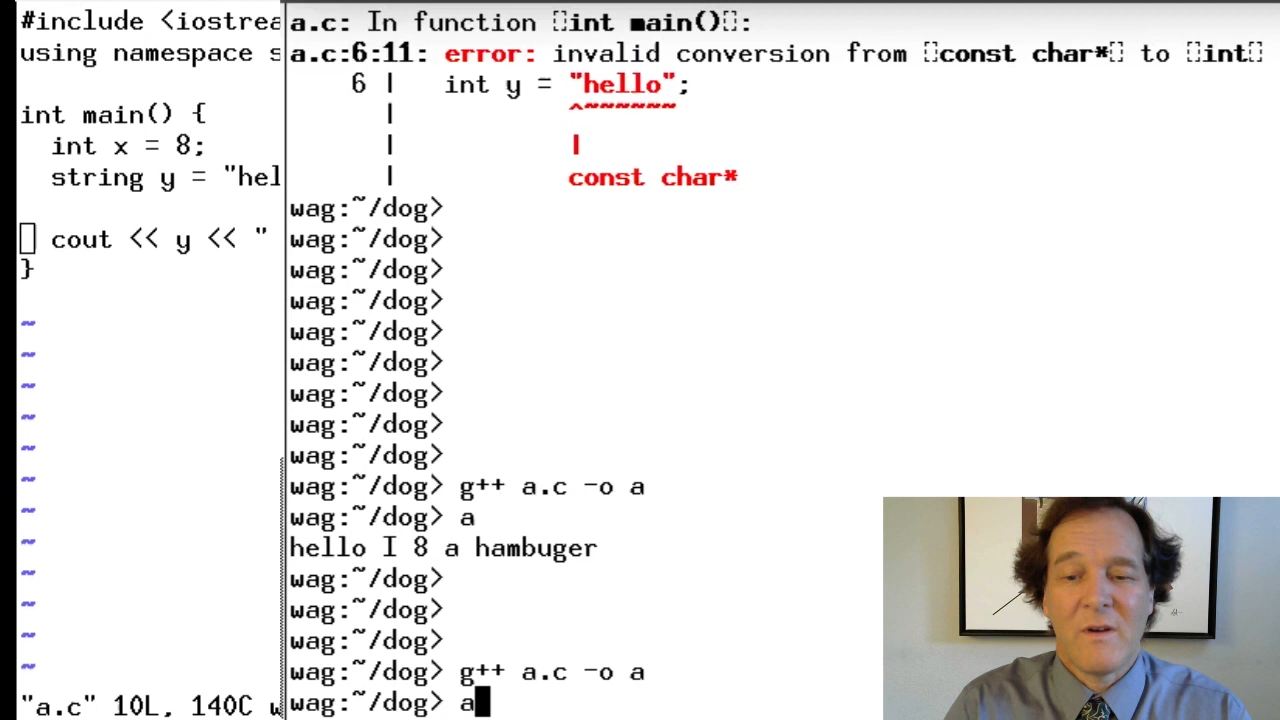 #include <iostrea
using namespace s
int main() {
int x = 8;
string y = "hel
cout << y << "
}
~
~
~
~
~
~
~
~
~
~
~
~
"a.c" 10L, 140C w
a.c: In function int main():
a.c:6:11: error: invalid conversion from const char* to int
6 | int y = "hello";
| ^~~~~~~
| |
| const char*
wag:~/dog>
wag:~/dog>
wag:~/dog>
wag:~/dog>
wag:~/dog>
wag:~/dog>
wag:~/dog>
wag:~/dog>
wag:~/dog>
wag:~/dog> g++ a.c -o a
wag:~/dog> a
hello I 8 a hambuger
wag:~/dog>
wag:~/dog>
wag:~/dog>
wag:~/dog> g++ a.c -o a
wag:~/dog> a